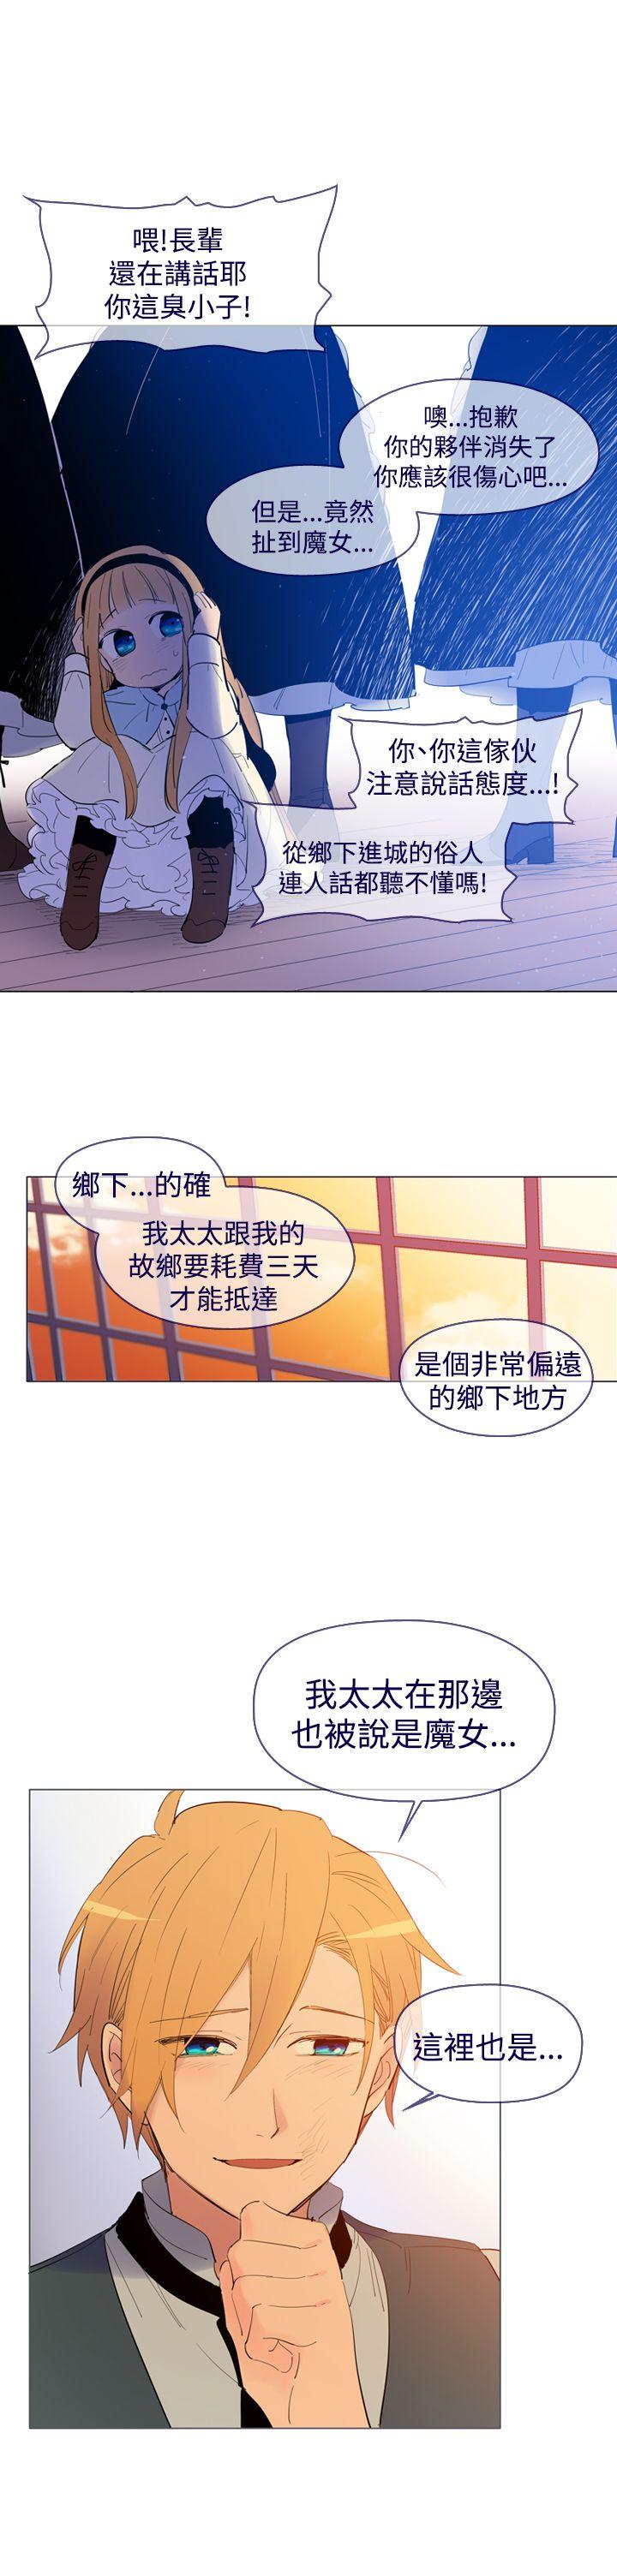 喂!長輩
還在講話耶
你這臭小子!
噢...抱歉
你的夥伴消失了
你應該很傷心吧...
但是...竟然
扯到魔女...
你、你這傢伙
注意說話態度...!
從鄉下進城的俗人
連人話都聽不懂嗎!
鄉下...的確
我太太跟我的
故鄉要耗費三天
才能抵達
是個非常偏遠
的鄉下地方
我太太在那邊
也被說是魔女...
這裡也是...